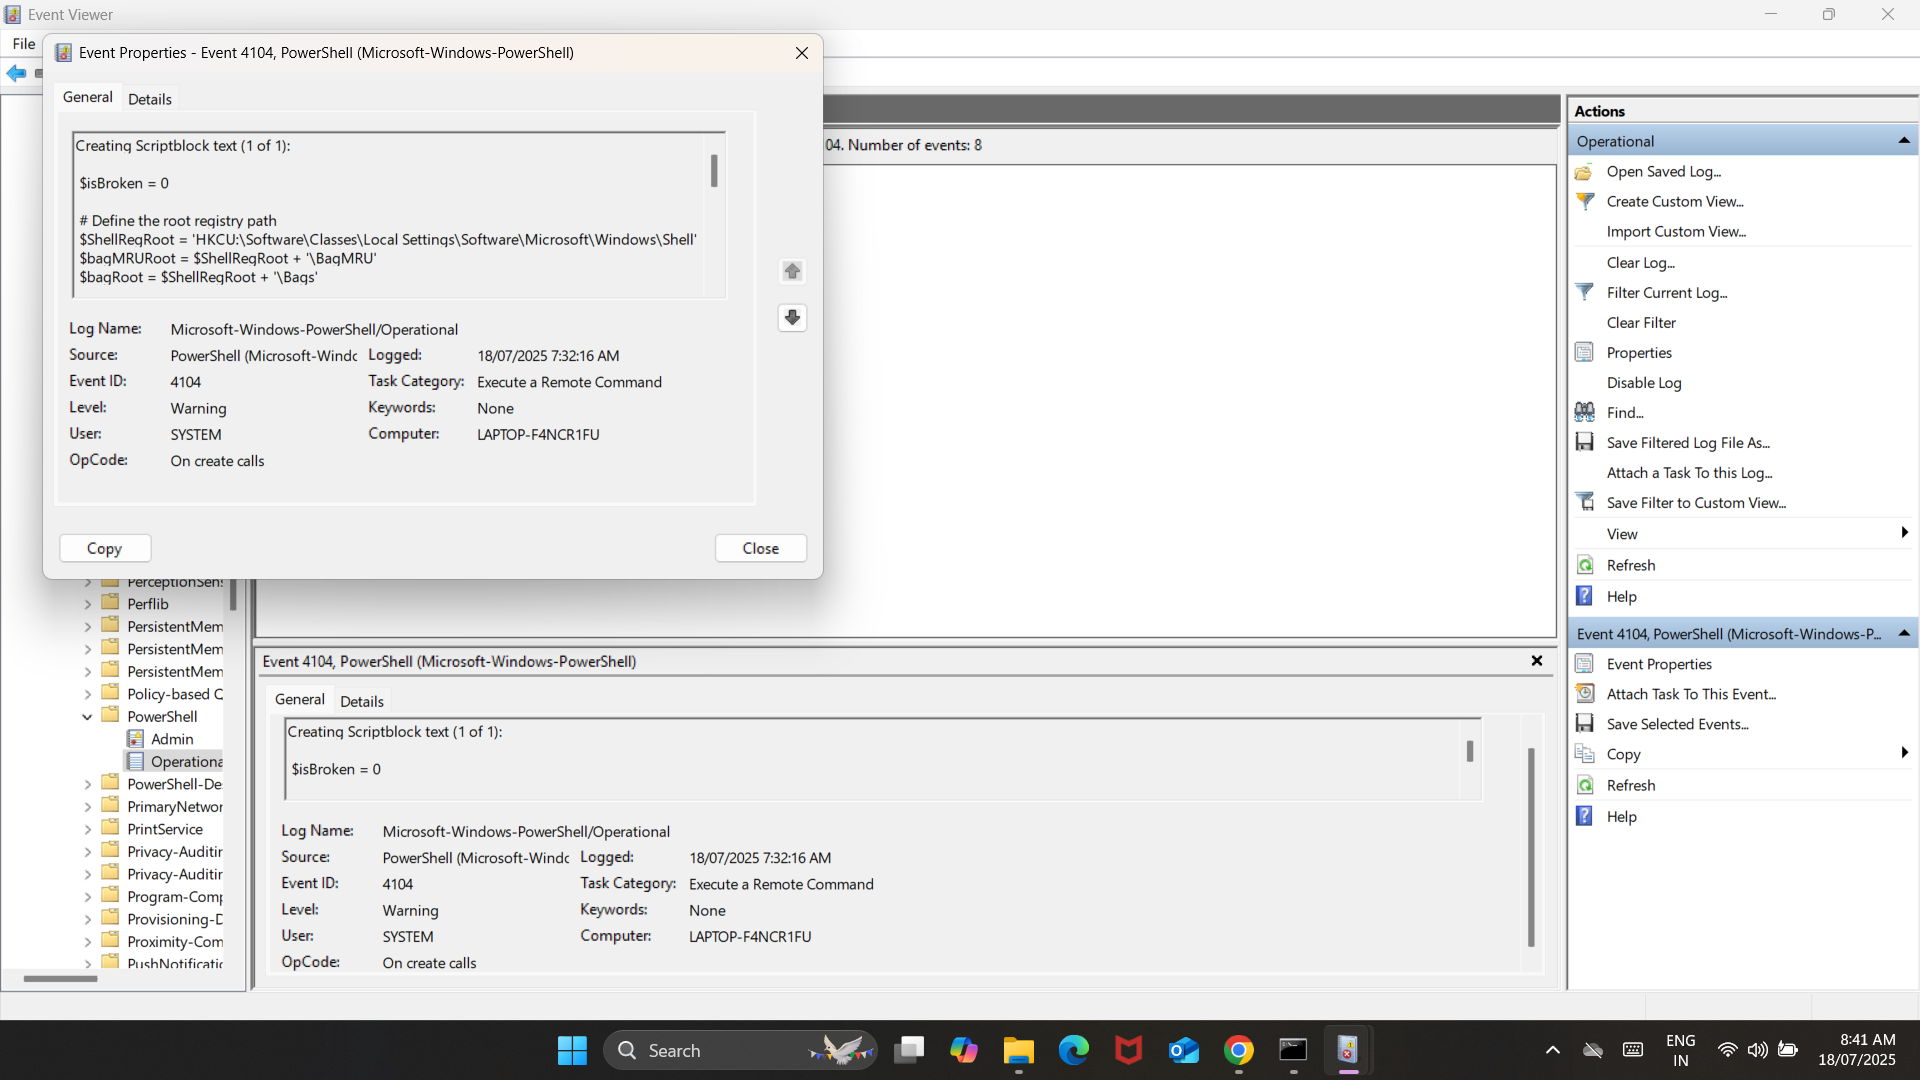 Event Viewer
File
Event Properties - Event 4104, PowerShell (Microsoft-Windows-PowerShell)
General
Details
Creating Scriptblock text (1 of 1):
$isBroken = 0
# Define the root registry path
$ShellRegRoot = 'HKCU:\Software\Classes\Local Settings\Software\Microsoft\Windows\Shell'
$bagMRURoot = $ShellRegRoot + '\BagMRU'
$bagRoot = $ShellRegRoot + '\Bags'
Log Name: Microsoft-Windows-PowerShell/Operational
Source: PowerShell (Microsoft-Windc Logged: 18/07/2025 7:32:16 AM
Event ID: 4104 Task Category: Execute a Remote Command
Level: Warning Keywords: None
User: SYSTEM Computer: LAPTOP-F4NCR1FU
OpCode: On create calls
Copy
Close
04. Number of events: 8
PerceptionSens
Perflib
PersistentMem
PersistentMem
PersistentMem
Policy-based Q
PowerShell
Admin
Operationa
PowerShell-De
PrimaryNetwor
PrintService
Privacy-Auditin
Privacy-Auditin
Program-Comp
Provisioning-D
Proximity-Com
PushNotificatic
Event 4104, PowerShell (Microsoft-Windows-PowerShell)
General
Details
Creating Scriptblock text (1 of 1):
$isBroken = 0
Log Name: Microsoft-Windows-PowerShell/Operational
Source: PowerShell (Microsoft-Windc Logged: 18/07/2025 7:32:16 AM
Event ID: 4104 Task Category: Execute a Remote Command
Level: Warning Keywords: None
User: SYSTEM Computer: LAPTOP-F4NCR1FU
OpCode: On create calls
Actions
Operational
Open Saved Log...
Create Custom View...
Import Custom View...
Clear Log...
Filter Current Log...
Clear Filter
Properties
Disable Log
Find...
Save Filtered Log File As...
Attach a Task To this Log...
Save Filter to Custom View...
View
Refresh
Help
Event 4104, PowerShell (Microsoft-Windows-P...
Event Properties
Attach Task To This Event...
Save Selected Events...
Copy
Refresh
Help
Search
ENG
IN
8:41 AM
18/07/2025